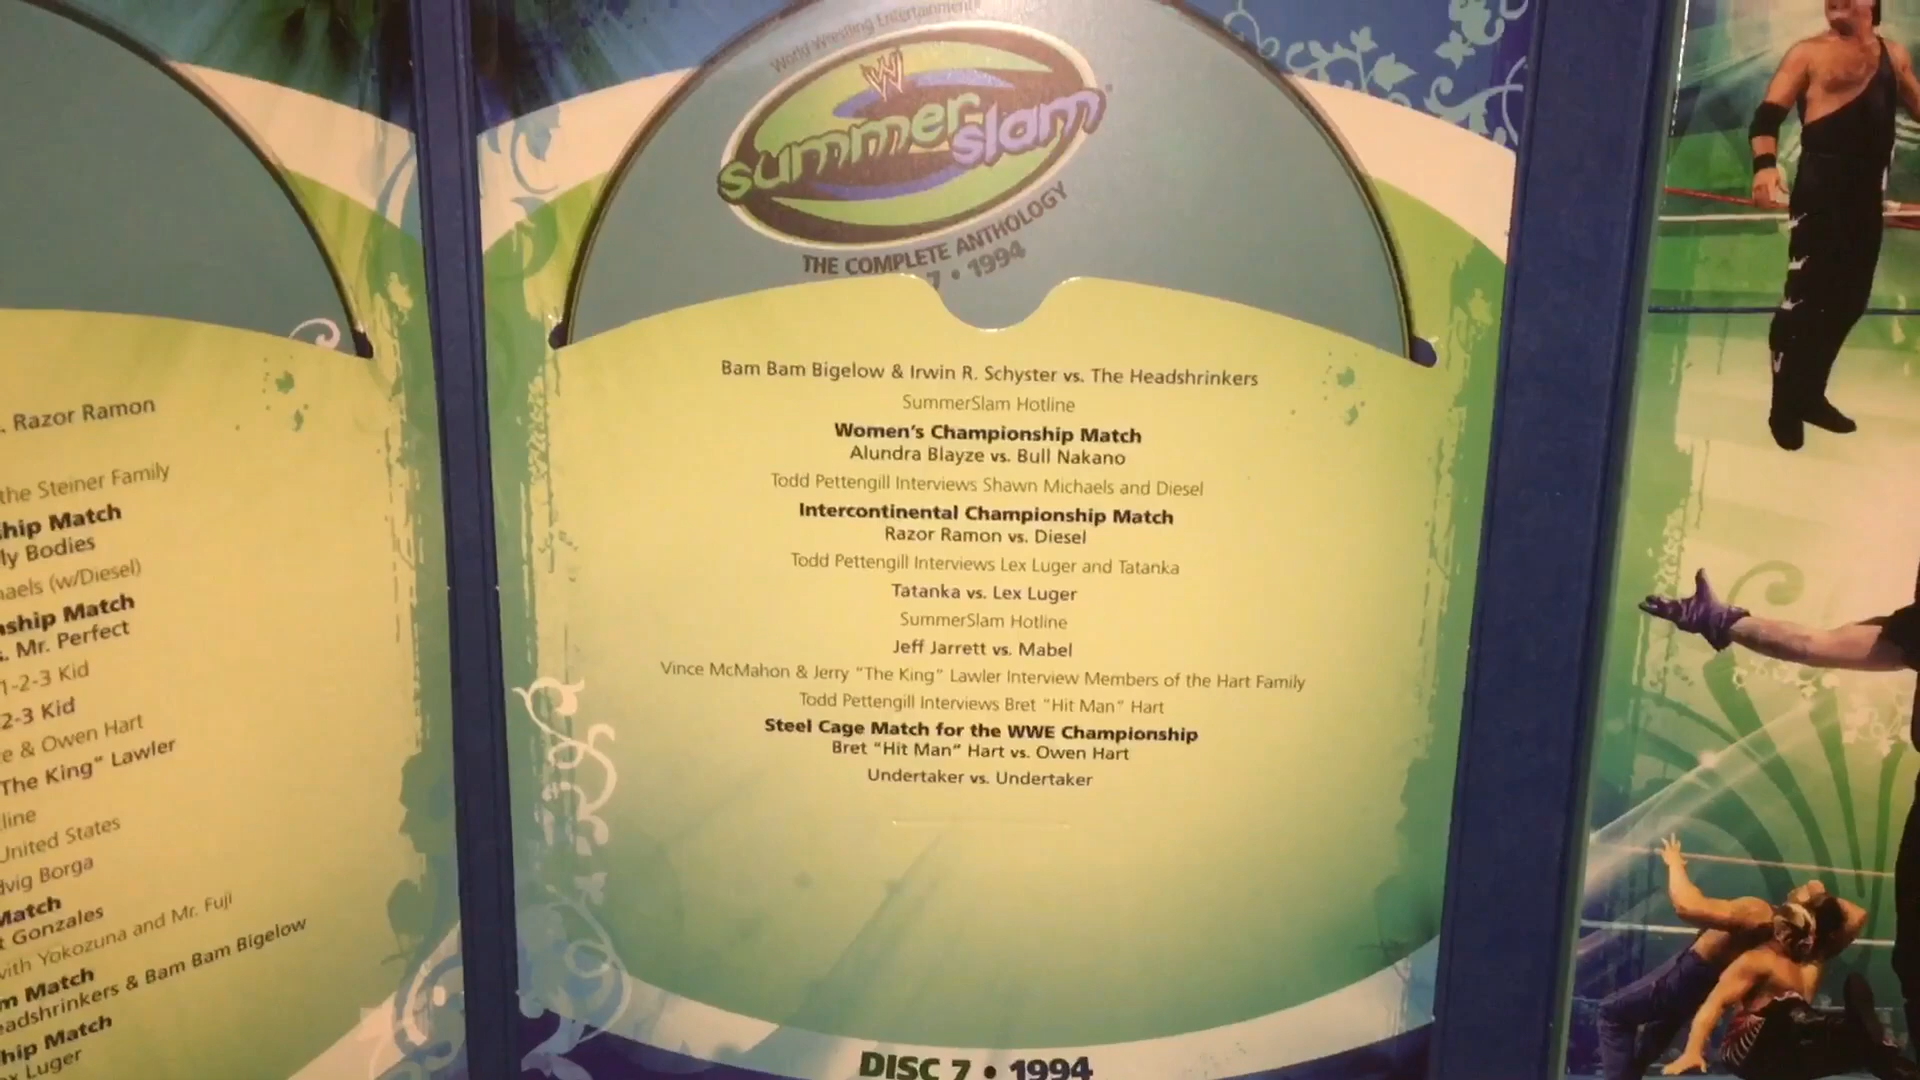 . Razor Ramon
the Steiner Family
hip Match
ly Bodies
haels (w/Diesel)
ship Match
. Mr. Perfect
1-2-3 Kid
2-3 Kid
e & Owen Hart
The King" Lawler
line
United States
Match
Gonzales
with Yokozuna and Mr. Fuji
m Match
eadshrinkers & Bam Bam Bigelow
hip Match
Luger
World Wrestling Entertainment
W
summer
slam
THE COMPLETE ANTHOLOGY
7 • 1994
Bam Bam Bigelow & Irwin R. Schyster vs. The Headshrinkers
SummerSlam Hotline
Women's Championship Match
Alundra Blayze vs. Bull Nakano
Todd Pettengill Interviews Shawn Michaels and Diesel
Intercontinental Championship Match
Razor Ramon vs. Diesel
Todd Pettengill Interviews Lex Luger and Tatanka
Tatanka vs. Lex Luger
SummerSlam Hotline
Jeff Jarrett vs. Mabel
Vince McMahon & Jerry "The King" Lawler Interview Members of the Hart Family
Todd Pettengill Interviews Bret "Hit Man" Hart
Steel Cage Match for the WWE Championship
Bret "Hit Man" Hart vs. Owen Hart
Undertaker vs. Undertaker
DISC 7 • 1994